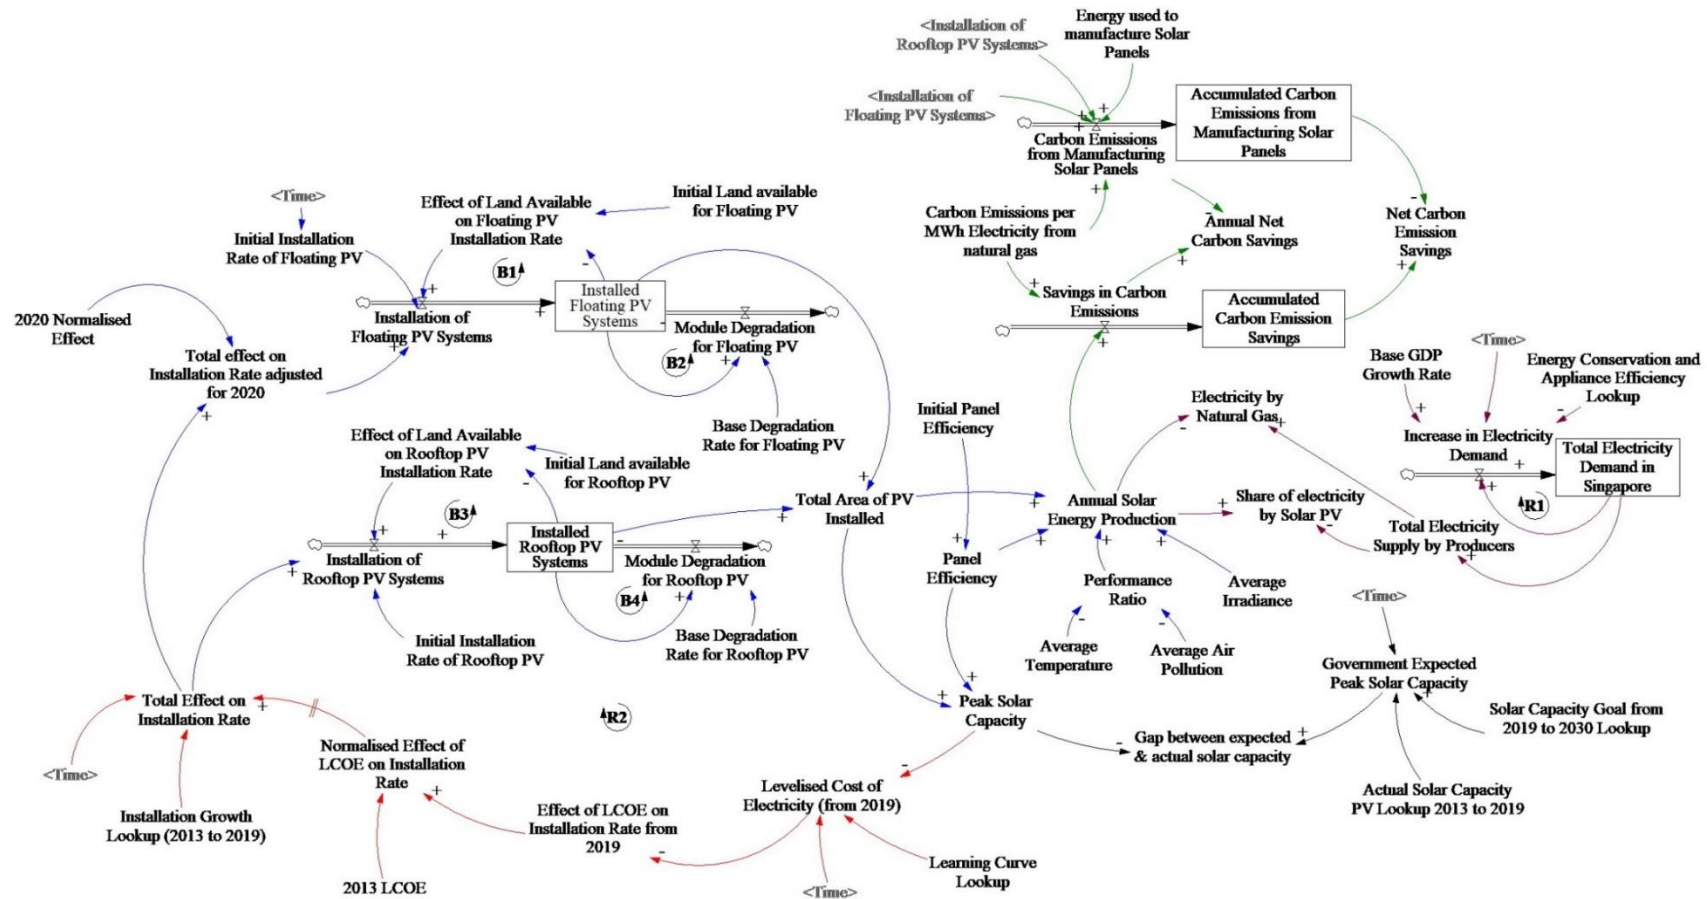 <Installation of
Rooftop PV Systems>
Energy used to
manufacture Solar
Panels
<Installation of
Floating PV Systems>
+
+
+
Carbon Emissions
from Manufacturing
Solar Panels
Accumulated Carbon
Emissions from
Manufacturing Solar
Panels
+
Carbon Emissions per
MWh Electricity from
natural gas
-
Annual Net
Carbon Savings
+
-
Net Carbon
Emission
Savings
+
+
Savings in Carbon
Emissions
+
Accumulated
Carbon Emission
Savings
<Time>
Initial Installation
Rate of Floating PV
Effect of Land Available
on Floating PV
Installation Rate
Initial Land available
for Floating PV
-
B1
+
+
Installation of
Floating PV Systems
+
Installed
Floating PV
Systems
-
Module Degradation
for Floating PV
+
B2
Base Degradation
Rate for Floating PV
2020 Normalised
Effect
Total effect on
Installation Rate adjusted
for 2020
+
Effect of Land Available
on Rooftop PV
Installation Rate
Initial Land available
for Rooftop PV
-
B3
+
+
Installation of
Rooftop PV Systems
+
Installed
Rooftop PV
Systems
-
Module Degradation
for Rooftop PV
+
B4
Initial Installation
Rate of Rooftop PV
Base Degradation
Rate for Rooftop PV
+
+
Total Area of PV
Installed
Initial Panel
Efficiency
+
Panel
Efficiency
+
+
+
+
Annual Solar
Energy Production
Performance
Ratio
Average
Irradiance
-
Average
Temperature
-
Average Air
Pollution
Electricity by
Natural Gas
-
+
+
Share of electricity
by Solar PV
-
Total Electricity
Supply by Producers
+
Base GDP
Growth Rate
<Time>
Energy Conservation and
Appliance Efficiency
Lookup
+
-
Increase in Electricity
Demand
+
+
Total Electricity
Demand in
Singapore
R1
<Time>
Government Expected
Peak Solar Capacity
+
Solar Capacity Goal from
2019 to 2030 Lookup
Actual Solar Capacity
PV Lookup 2013 to 2019
+
+
Peak Solar
Capacity
-
+
Gap between expected
& actual solar capacity
R2
Total Effect on
Installation Rate
+
<Time>
Installation Growth
Lookup (2013 to 2019)
Normalised Effect of
LCOE on Installation
Rate
+
2013 LCOE
Effect of LCOE on
Installation Rate from
2019
-
-
Levelised Cost of
Electricity (from 2019)
<Time>
Learning Curve
Lookup